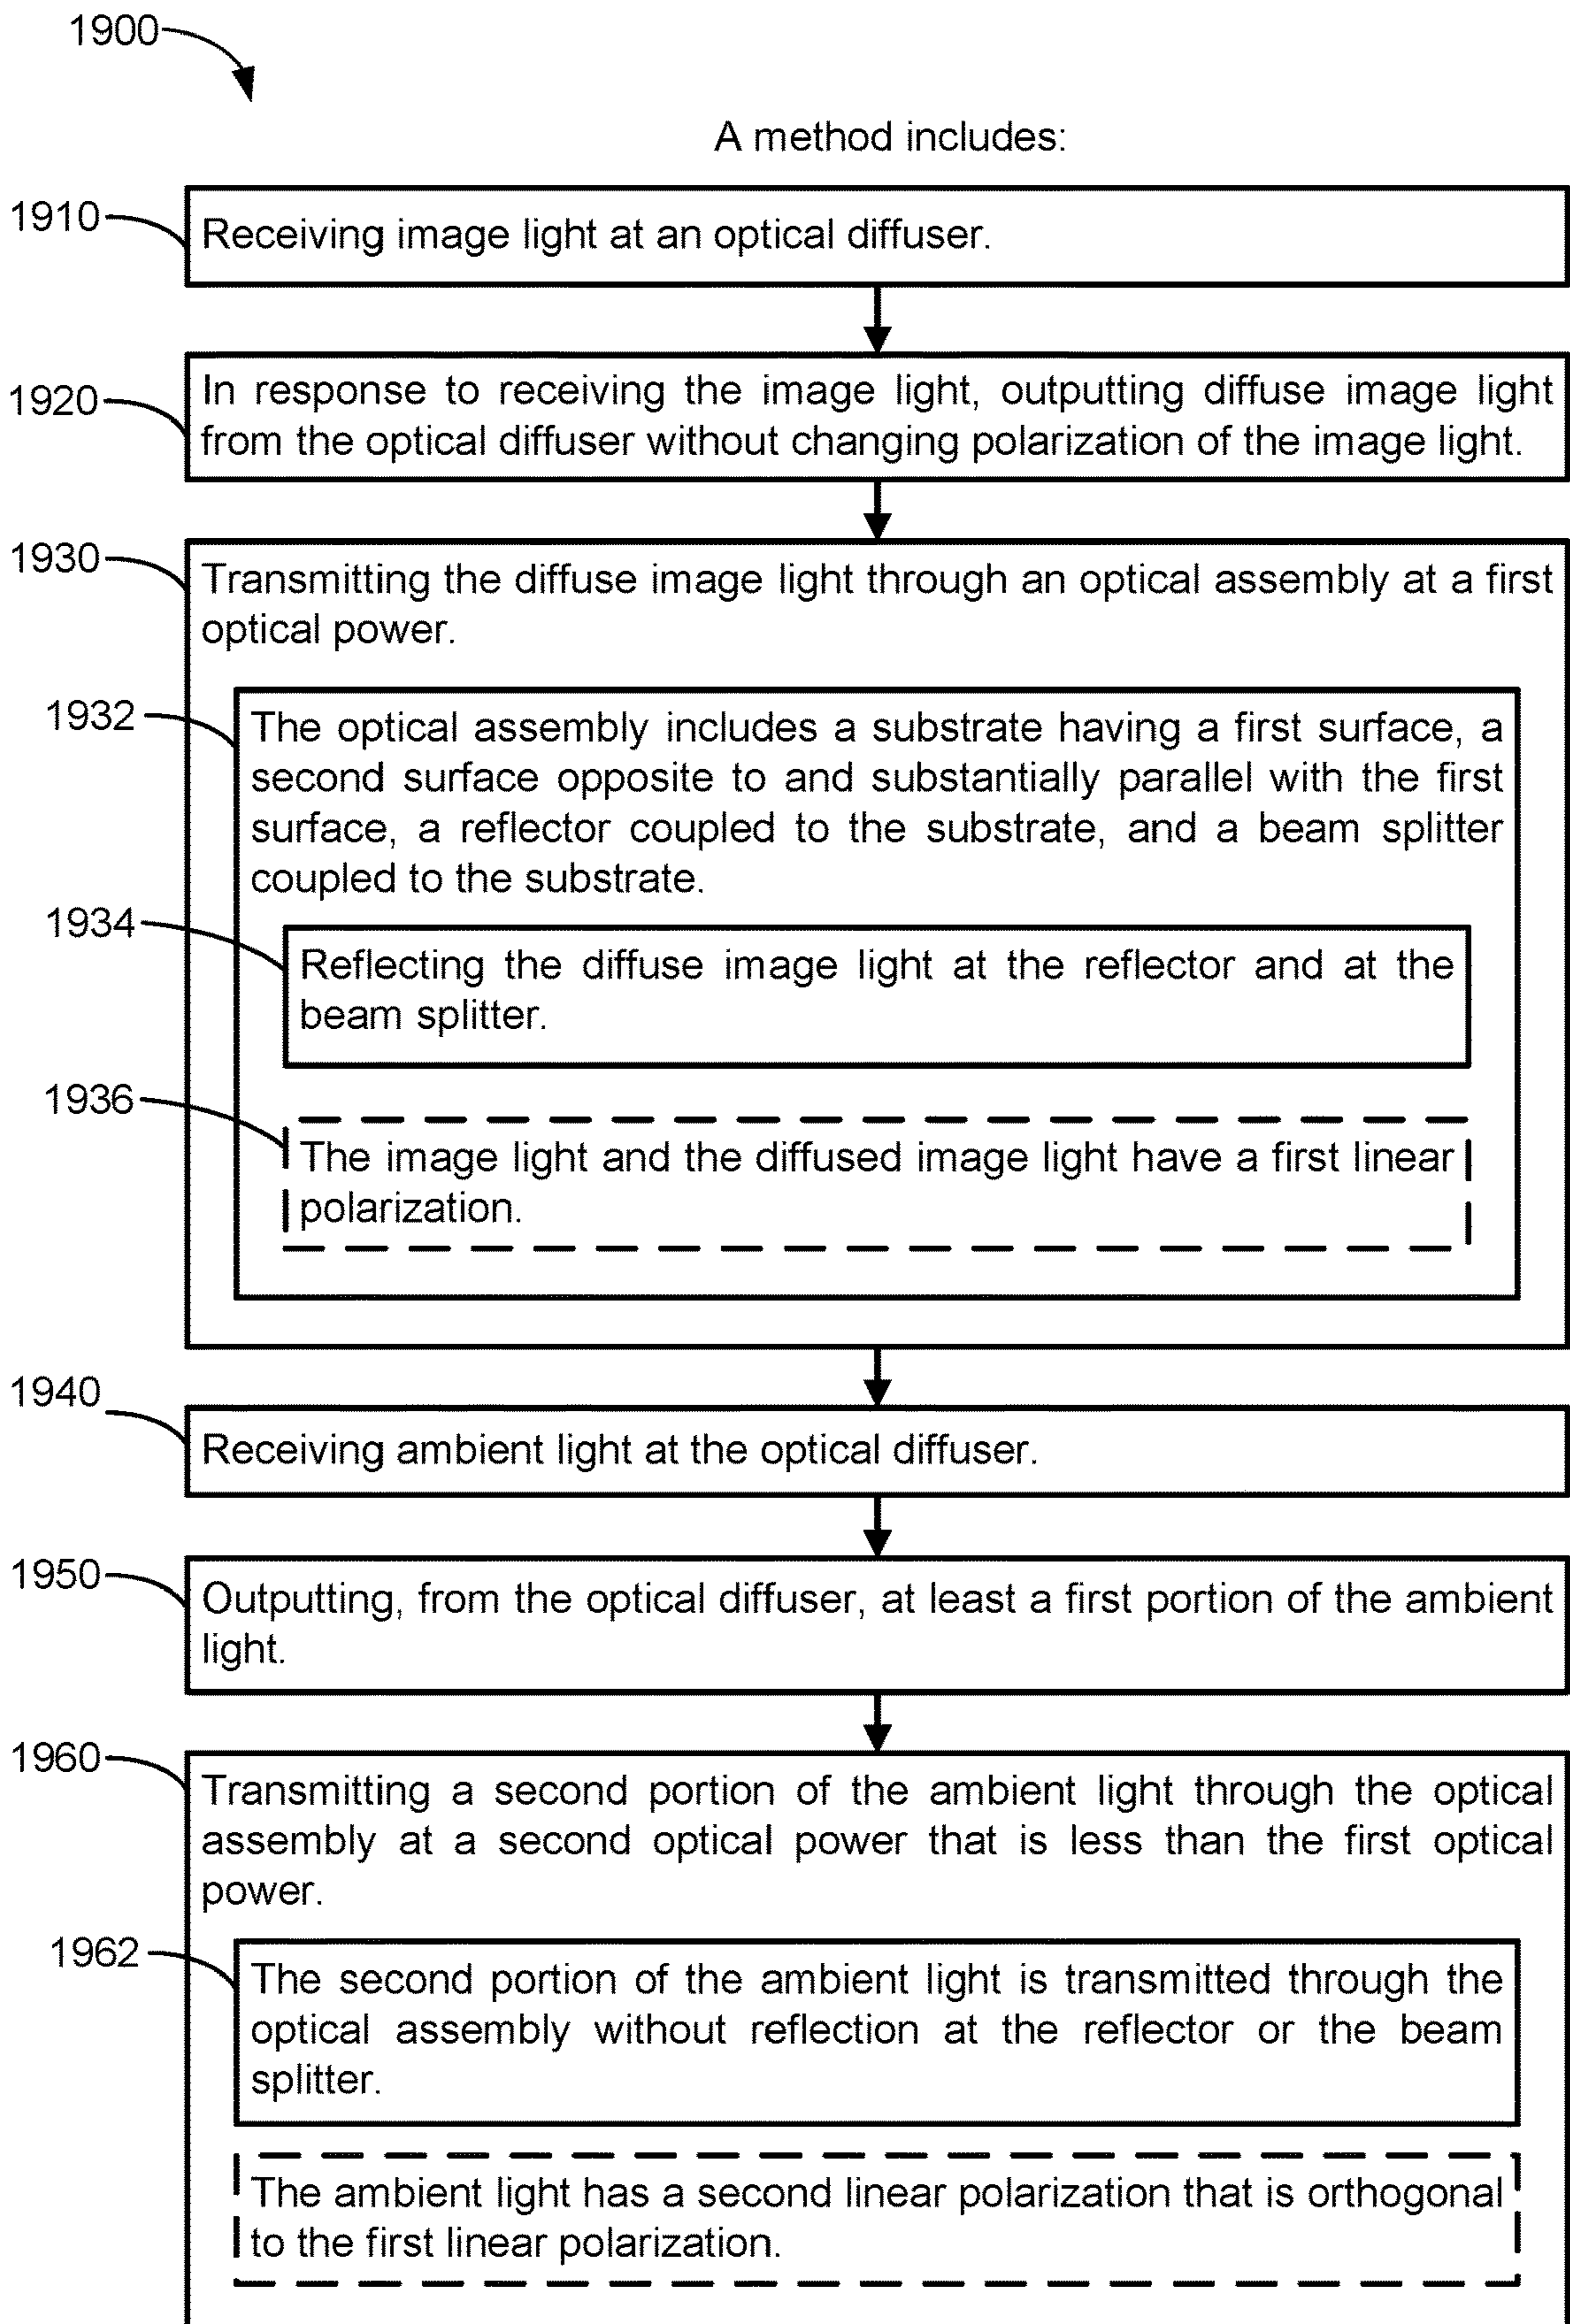 1900
A method includes:
1910
Receiving image light at an optical diffuser.
1920
In response to receiving the image light, outputting diffuse image light
from the optical diffuser without changing polarization of the image light.
1930
Transmitting the diffuse image light through an optical assembly at a first
optical power.
1932
The optical assembly includes a substrate having a first surface, a
second surface opposite to and substantially parallel with the first
surface, a reflector coupled to the substrate, and a beam splitter
coupled to the substrate.
1934
Reflecting the diffuse image light at the reflector and at the
beam splitter.
1936
The image light and the diffused image light have a first linear
polarization.
1940
Receiving ambient light at the optical diffuser.
1950
Outputting, from the optical diffuser, at least a first portion of the ambient
light.
1960
Transmitting a second portion of the ambient light through the optical
assembly at a second optical power that is less than the first optical
power.
1962
The second portion of the ambient light is transmitted through the
optical assembly without reflection at the reflector or the beam
splitter.
The ambient light has a second linear polarization that is orthogonal
to the first linear polarization.